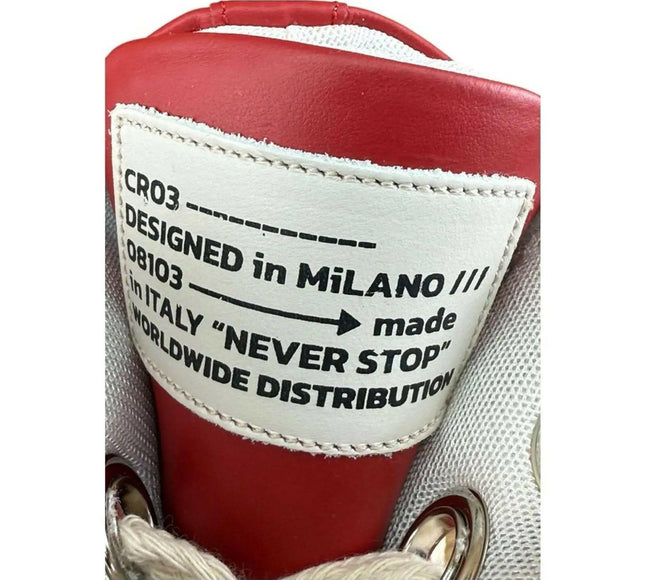 CR03 ------------
DESIGNED in MiLANO ///
08103 ⟶ made
in ITALY “NEVER STOP”
WORLDWIDE DISTRIBUTION